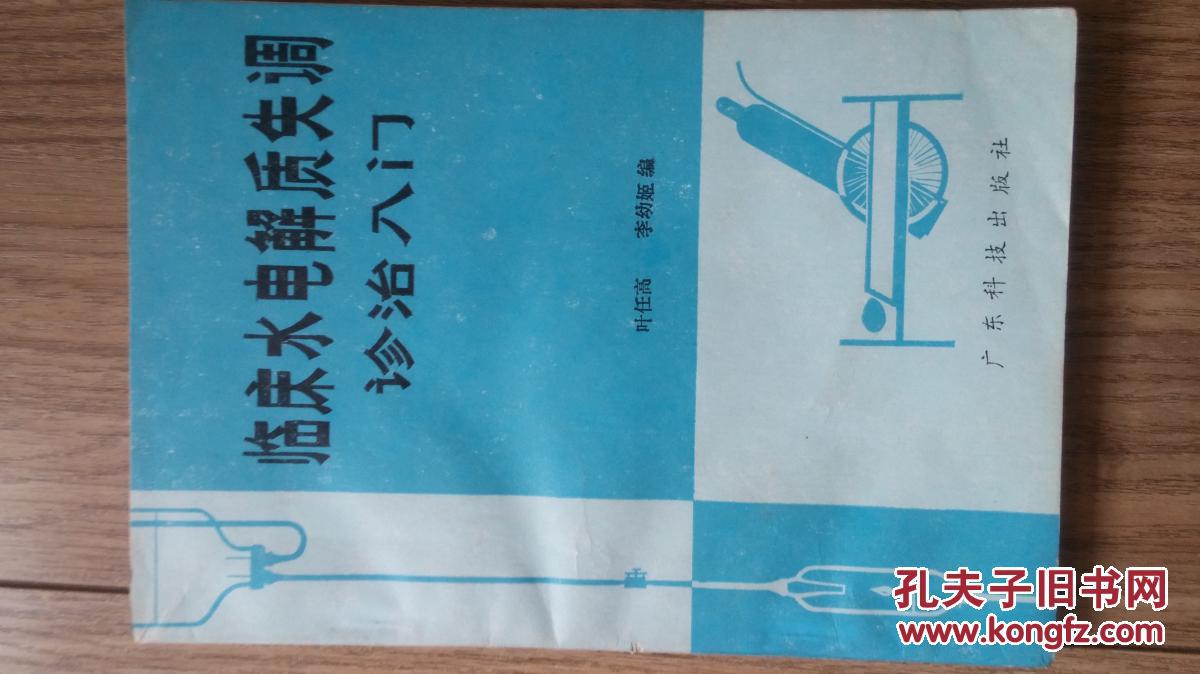 临床水电解质失调
诊治入门
叶任高 李幼姬 编
广东科技出版社
孔夫子旧书网
www.kongfz.com